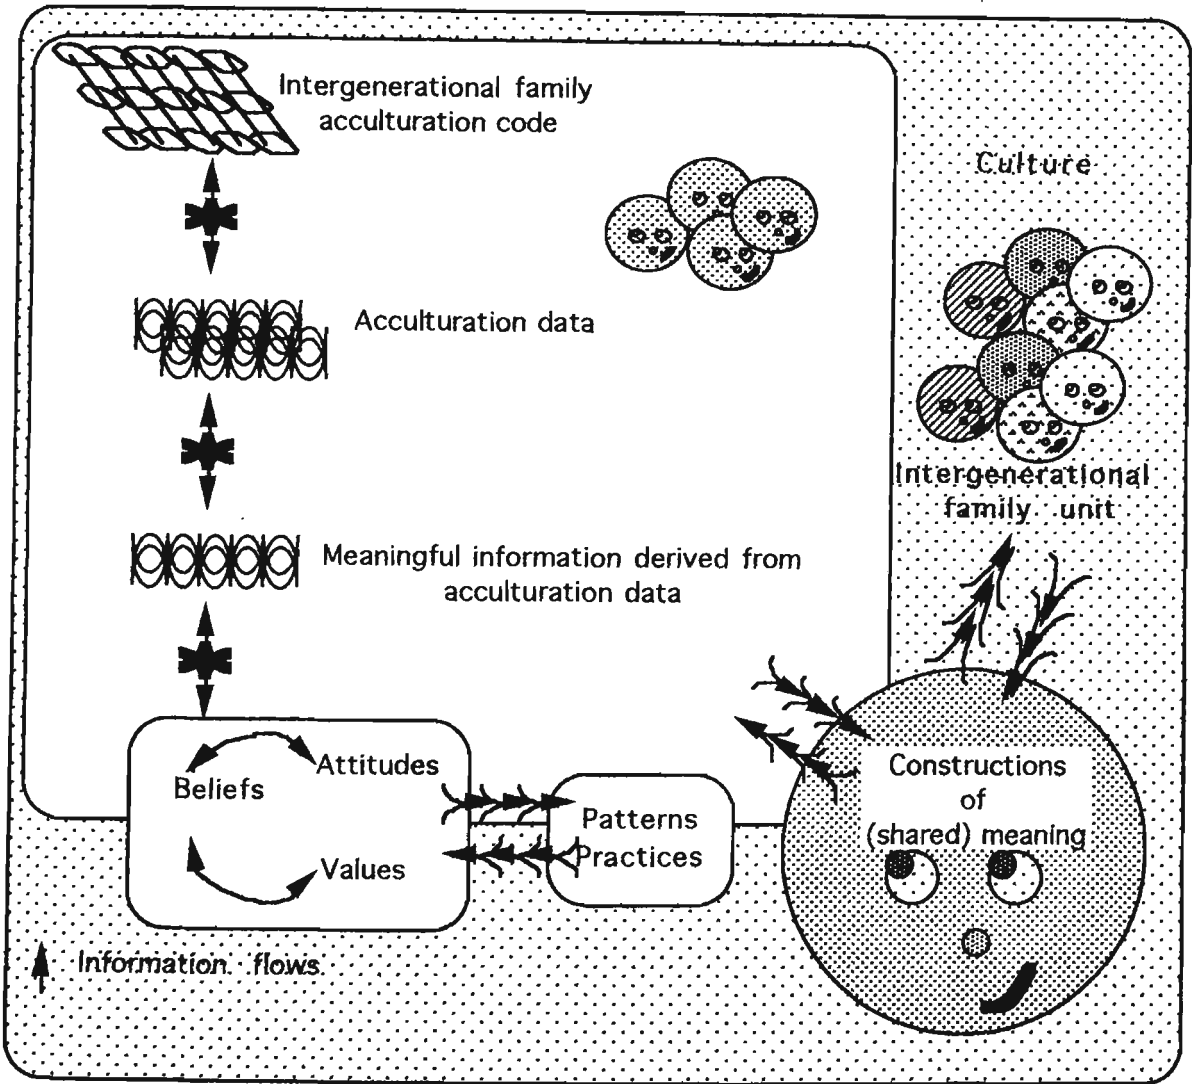 Intergenerational family
acculturation code
Culture
Acculturation data
Intergenerational
family unit
Meaningful information derived from
acculturation data
Attitudes
Beliefs
Values
Patterns
Practices
Constructions
of
(shared) meaning
Information flows